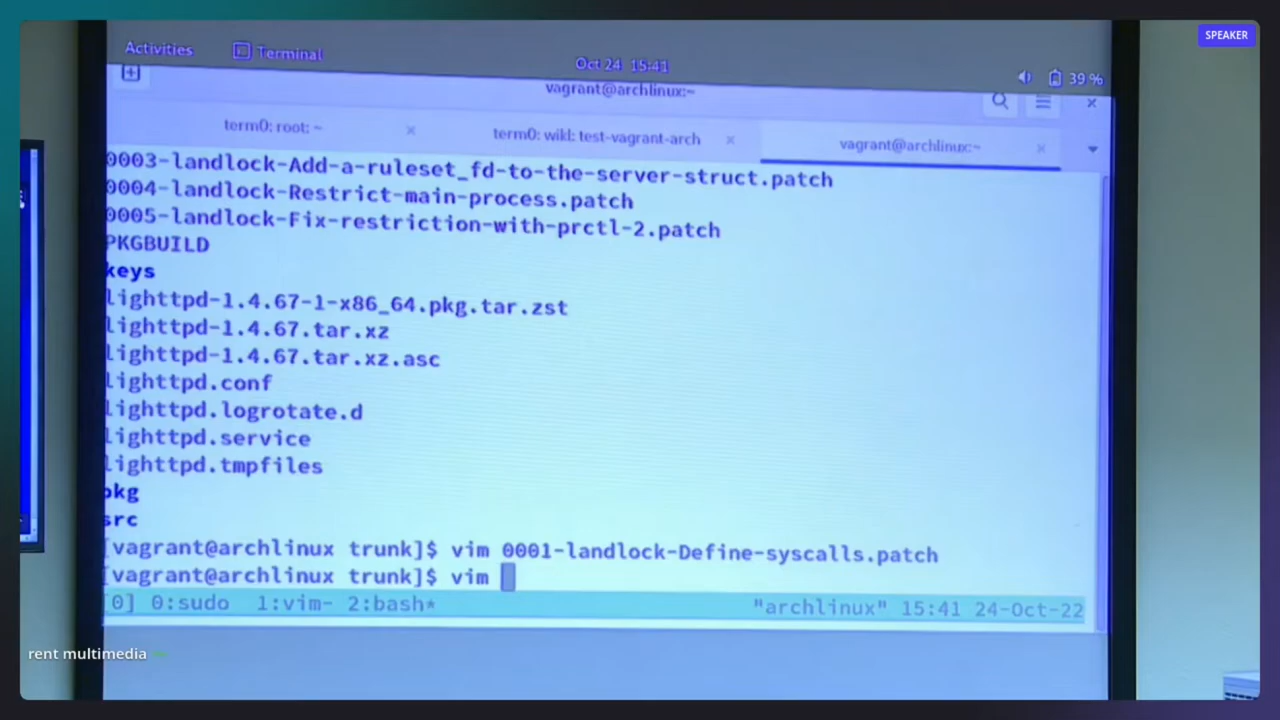 SPEAKER
Activities Terminal
Oct 24 15:41
39 %
vagrant@archlinux:~
term0: root: ~ × term0: wikl: test-vagrant-arch × vagrant@archlinux:~ ×
0003-landlock-Add-a-ruleset_fd-to-the-server-struct.patch
0004-landlock-Restrict-main-process.patch
0005-landlock-Fix-restriction-with-prctl-2.patch
PKGBUILD
keys
lighttpd-1.4.67-1-x86_64.pkg.tar.zst
lighttpd-1.4.67.tar.xz
lighttpd-1.4.67.tar.xz.asc
lighttpd.conf
lighttpd.logrotate.d
lighttpd.service
lighttpd.tmpfiles
pkg
src
[vagrant@archlinux trunk]$ vim 0001-landlock-Define-syscalls.patch
[vagrant@archlinux trunk]$ vim
[0] 0:sudo 1:vim- 2:bash* "archlinux" 15:41 24-Oct-22
rent multimedia